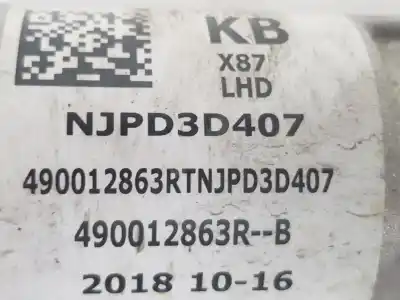 KB
X87
LHD
NJPD3D407
490012863RTNJPD3D407
490012863R--B
2018 10-16